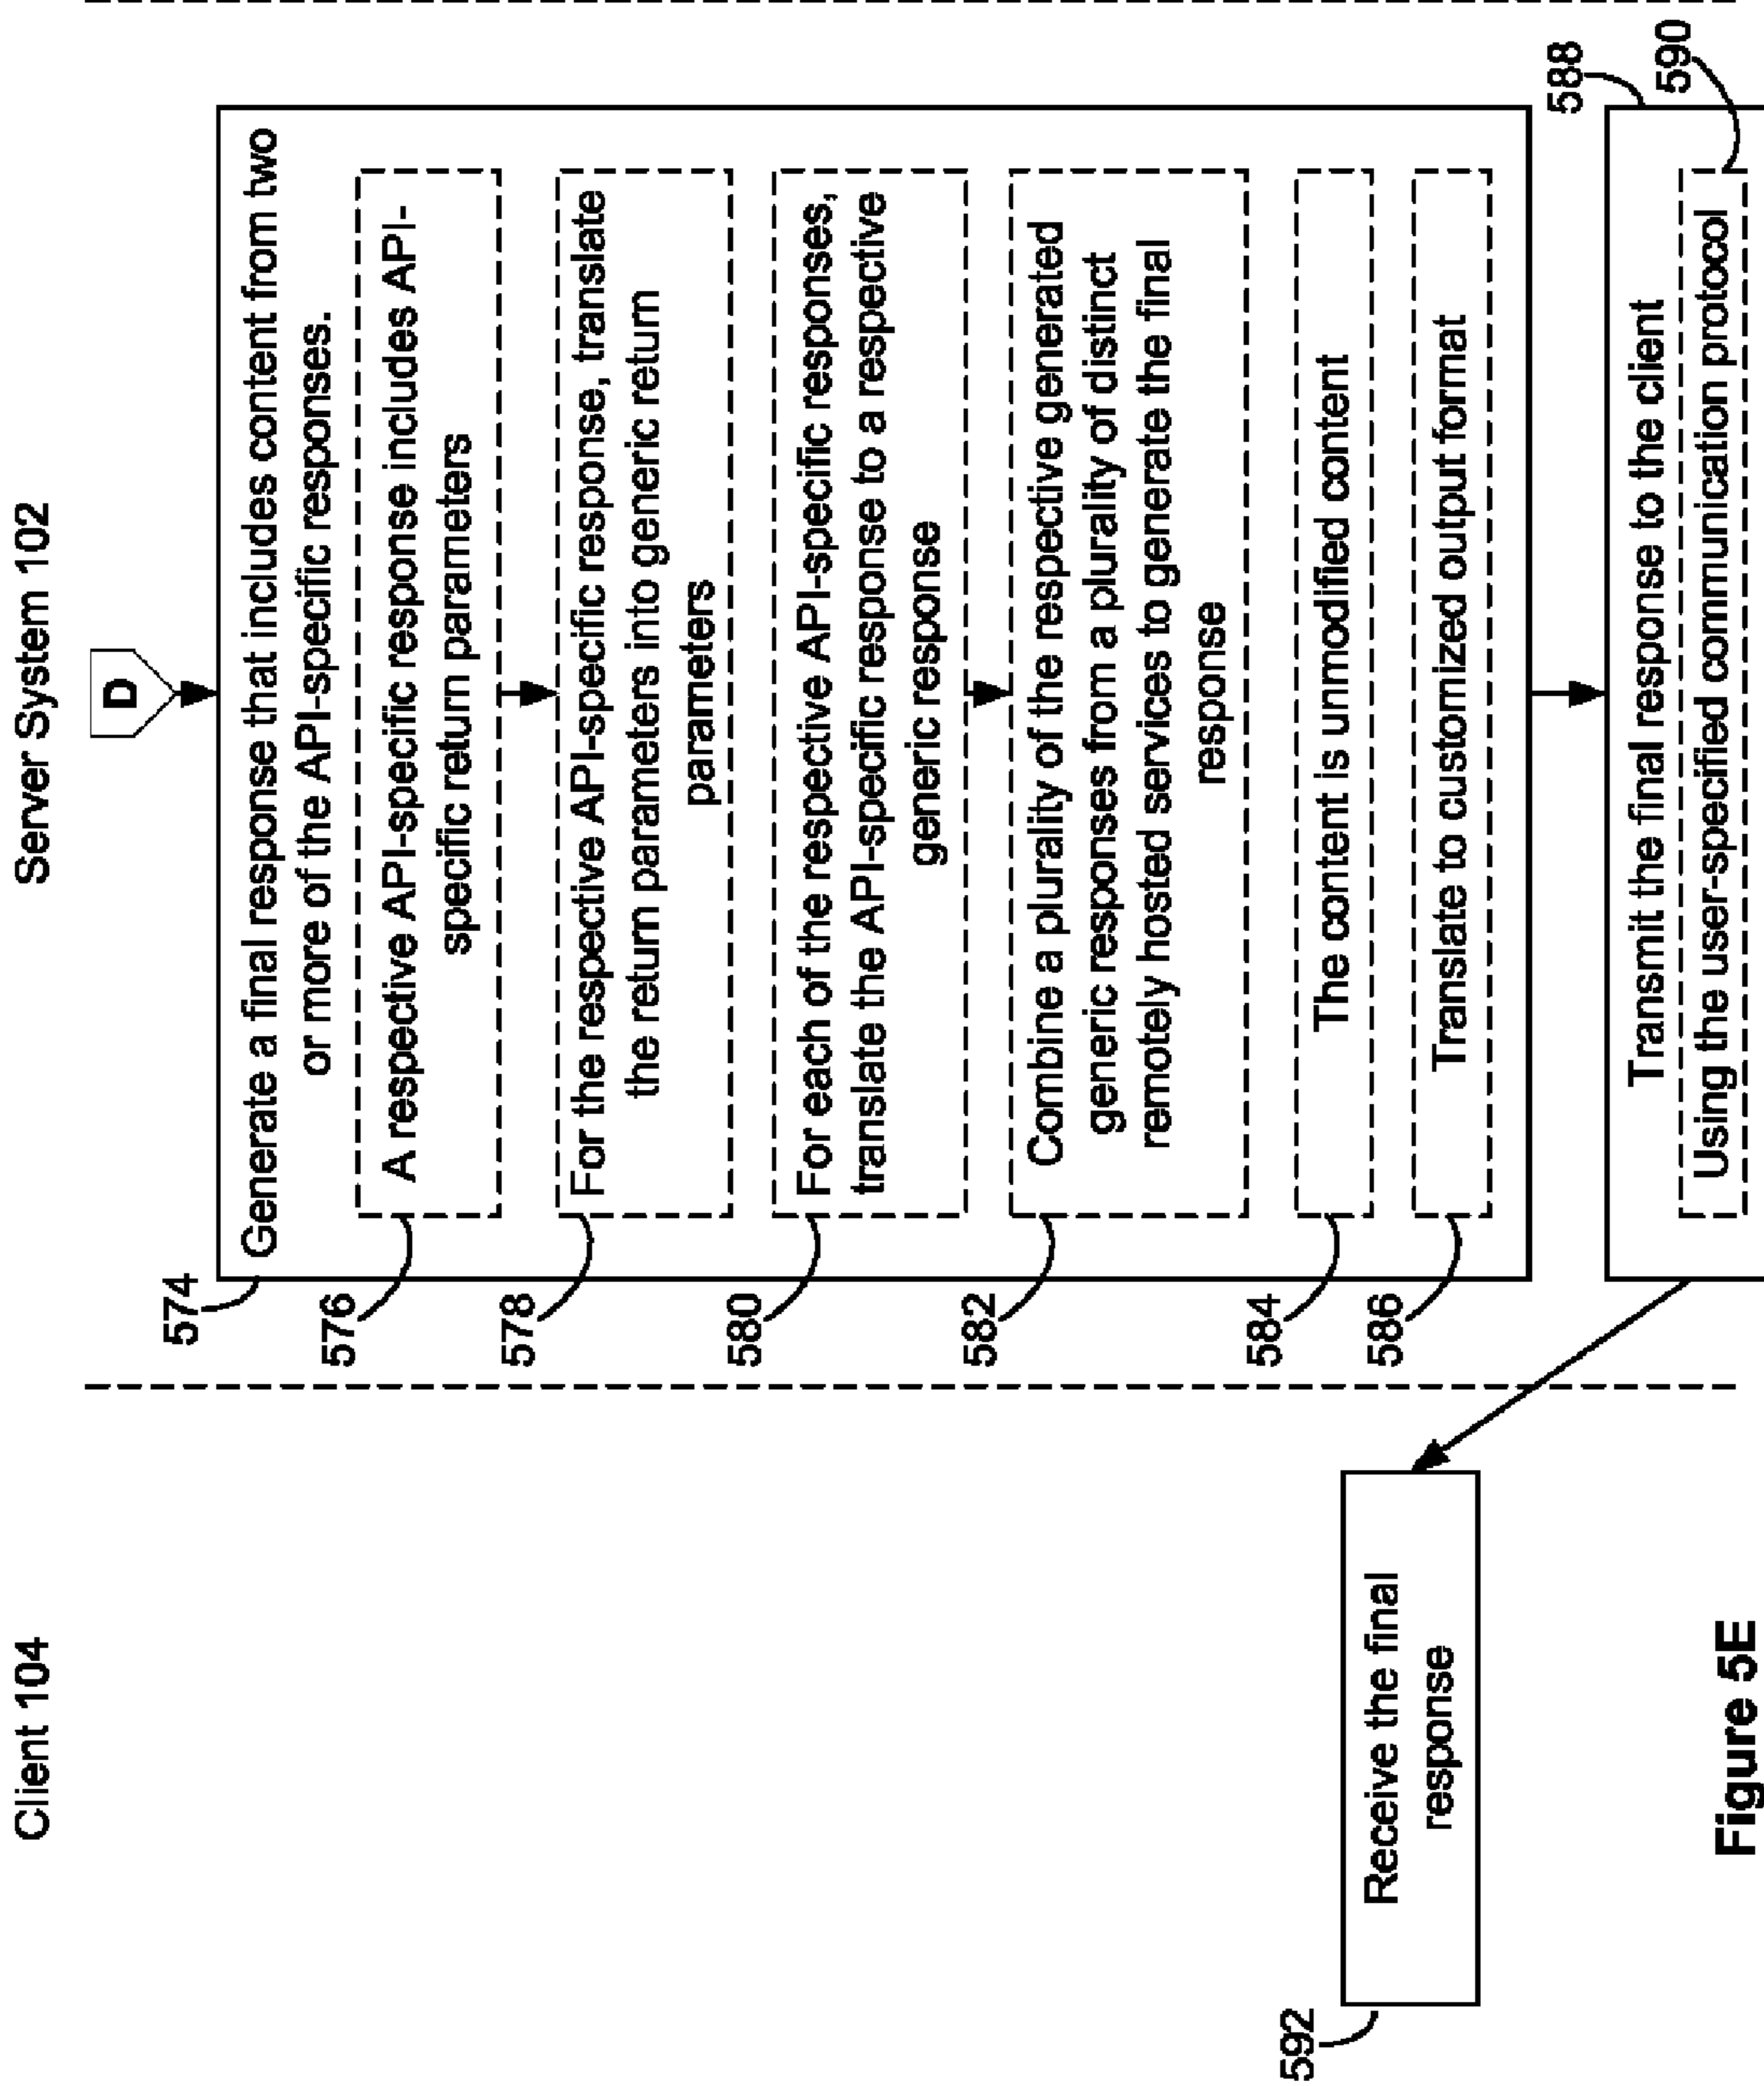 Client 104
Server System 102
D
574
Generate a final response that includes content from two
or more of the API-specific responses.
576
A respective API-specific response includes API-
specific return parameters
578
For the respective API-specific response, translate
the return parameters into generic return
parameters
580
For each of the respective API-specific responses,
translate the API-specific response to a respective
generic response
582
Combine a plurality of the respective generated
generic responses from a plurality of distinct
remotely hosted services to generate the final
response
584
The content is unmodified content
586
Translate to customized output format
588
Transmit the final response to the client
590
Using the user-specified communication protocol
592
Receive the final
response
Figure 5E